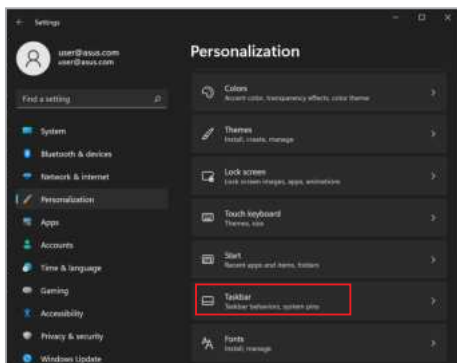 Settings
user@asus.com
user@asus.com
Find a setting
System
Bluetooth & devices
Network & internet
Personalization
Apps
Accounts
Time & language
Gaming
Accessibility
Privacy & security
Windows Update
Personalization
Colors
Accent color, transparency effects, color theme
Themes
Install, create, manage
Lock screen
Lock screen images, apps, animations
Touch keyboard
Themes, size
Start
Recent apps and items, folders
Taskbar
Taskbar behaviors, system pins
Fonts
Install, manage